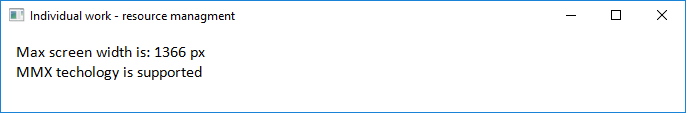 Individual work - resource managment
Max screen width is: 1366 px
MMX techology is supported